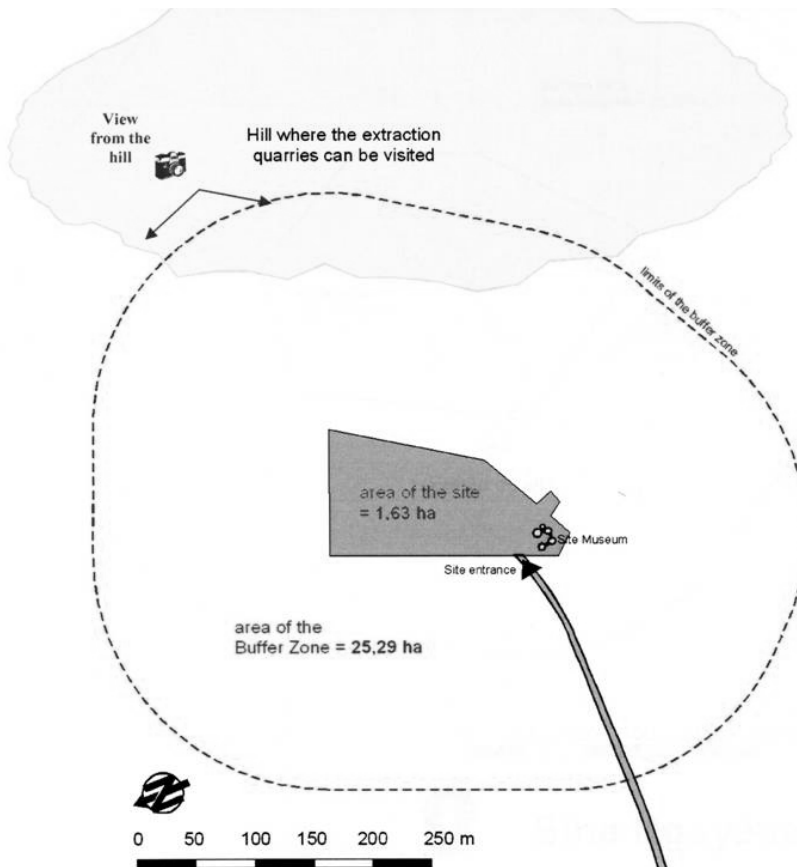 View
from the
hill
Hill where the extraction
quarries can be visited
limits of the buffer zone
area of the site
= 1,63 ha
Site Museum
Site entrance
area of the
Buffer Zone = 25,29 ha
0 50 100 160 200 250 m